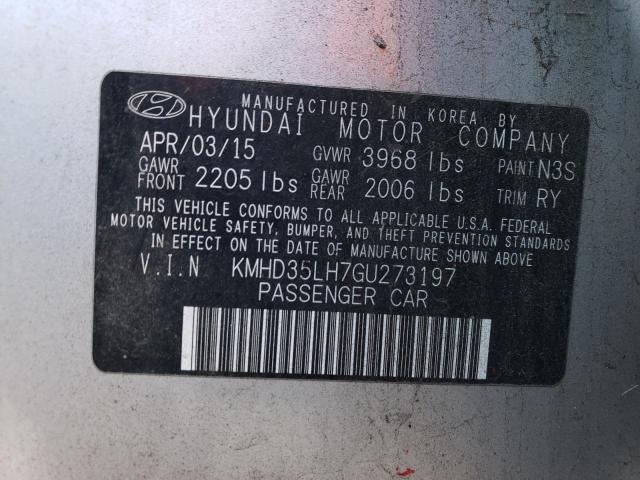 MANUFACTURED IN KOREA BY
HYUNDAI MOTOR COMPANY
APR/03/15 GVWR 3968 lbs PAINT N3S
GAWR FRONT 2205 lbs GAWR REAR 2006 lbs TRIM RY
THIS VEHICLE CONFORMS TO ALL APPLICABLE U.S.A. FEDERAL
MOTOR VEHICLE SAFETY, BUMPER, AND THEFT PREVENTION STANDARDS
IN EFFECT ON THE DATE OF MANUFACTURE SHOWN ABOVE.
V.I.N KMHD35LH7GU273197
PASSENGER CAR